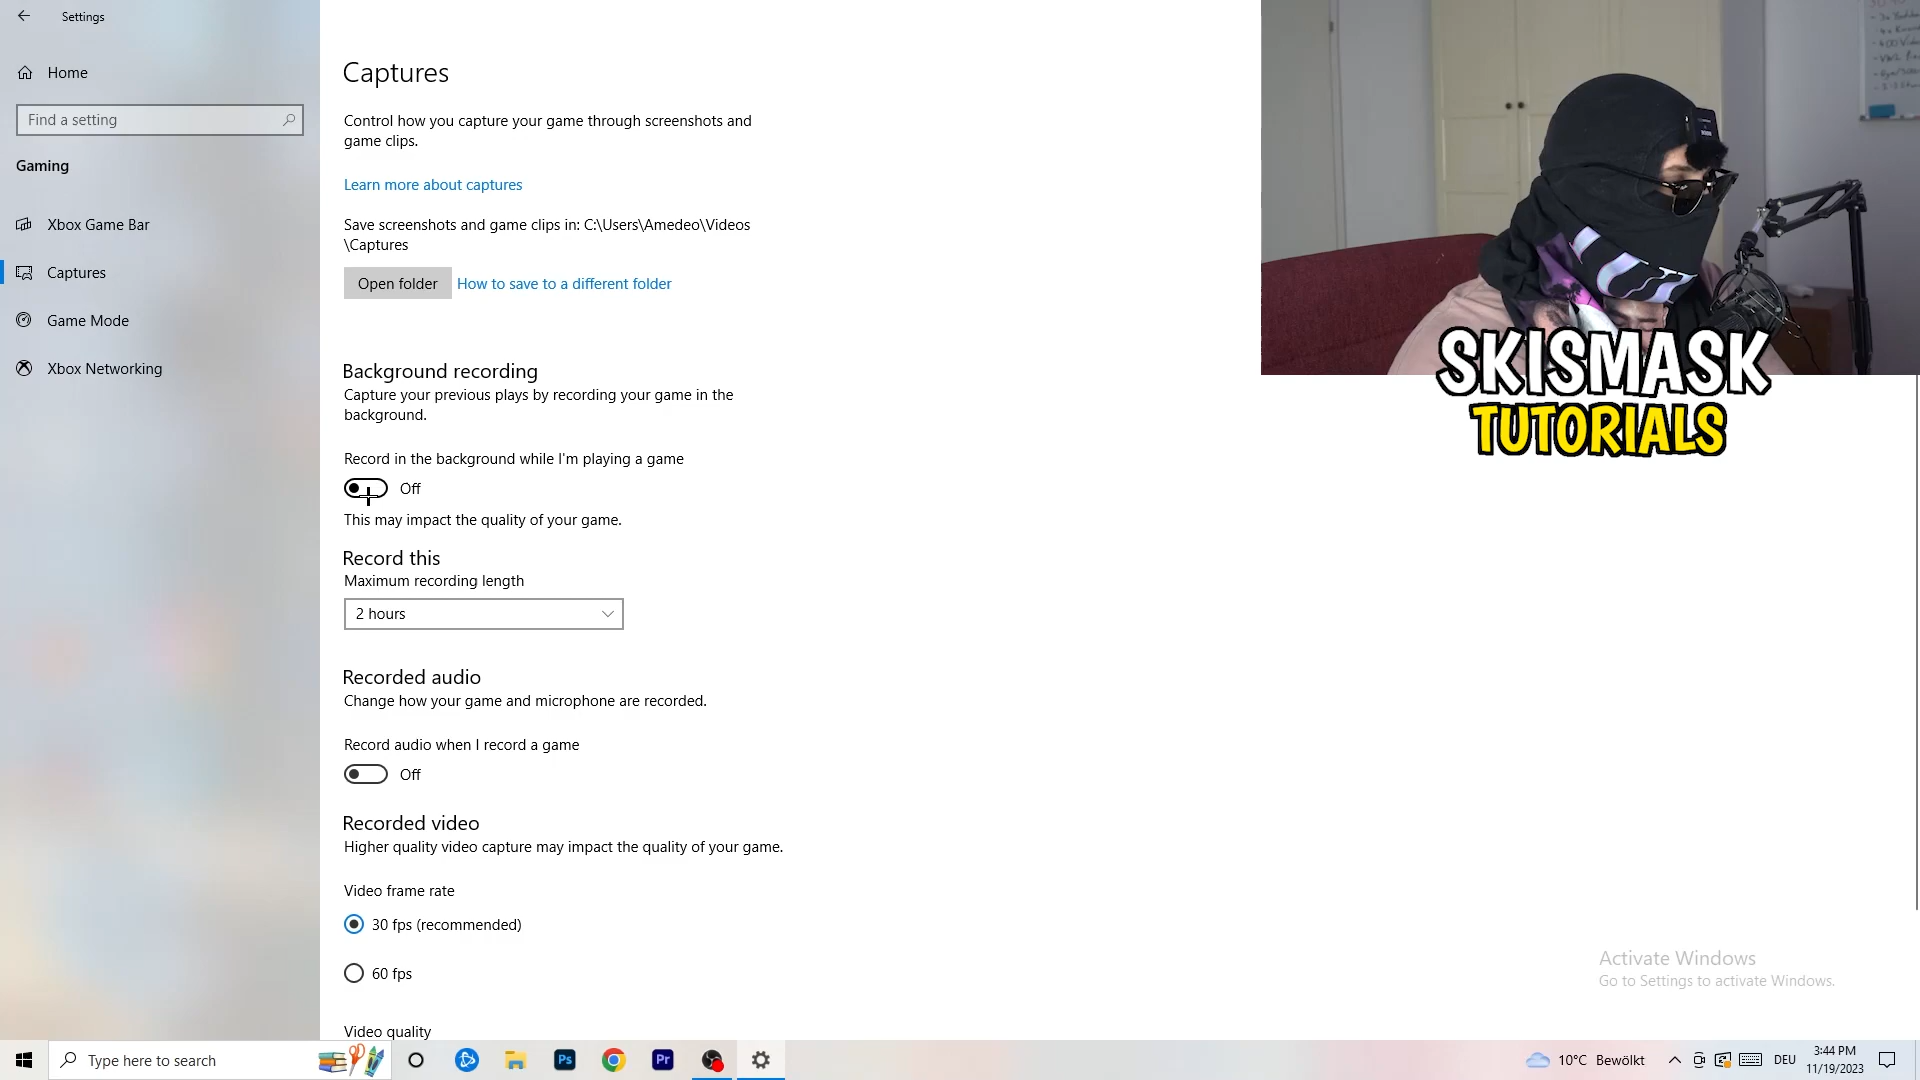 Settings
Home
Find a setting
Gaming
Xbox Game Bar
Captures
Game Mode
Xbox Networking
Captures
Control how you capture your game through screenshots and
game clips.
Learn more about captures
Save screenshots and game clips in: C:\Users\Amedeo\Videos
\Captures
Open folder
How to save to a different folder
Background recording
Capture your previous plays by recording your game in the
background.
Record in the background while I'm playing a game
Off
This may impact the quality of your game.
Record this
Maximum recording length
2 hours
Recorded audio
Change how your game and microphone are recorded.
Record audio when I record a game
Off
Recorded video
Higher quality video capture may impact the quality of your game.
Video frame rate
30 fps (recommended)
60 fps
Video quality
SKISMASK
TUTORIALS
Activate Windows
Go to Settings to activate Windows.
Type here to search
Ps
Pr
10°C Bewölkt
DEU
3:44 PM
11/19/2023